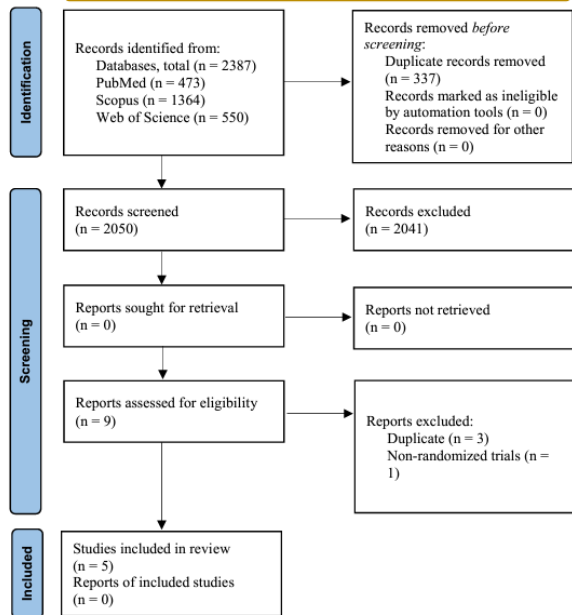 Identification
Records identified from:
Databases, total (n = 2387)
PubMed (n = 473)
Scopus (n = 1364)
Web of Science (n = 550)
Records removed before
screening:
Duplicate records removed
(n = 337)
Records marked as ineligible
by automation tools (n = 0)
Records removed for other
reasons (n = 0)
Screening
Records screened
(n = 2050)
Records excluded
(n = 2041)
Reports sought for retrieval
(n = 0)
Reports not retrieved
(n = 0)
Reports assessed for eligibility
(n = 9)
Reports excluded:
Duplicate (n = 3)
Non-randomized trials (n =
1)
Included
Studies included in review
(n = 5)
Reports of included studies
(n = 0)